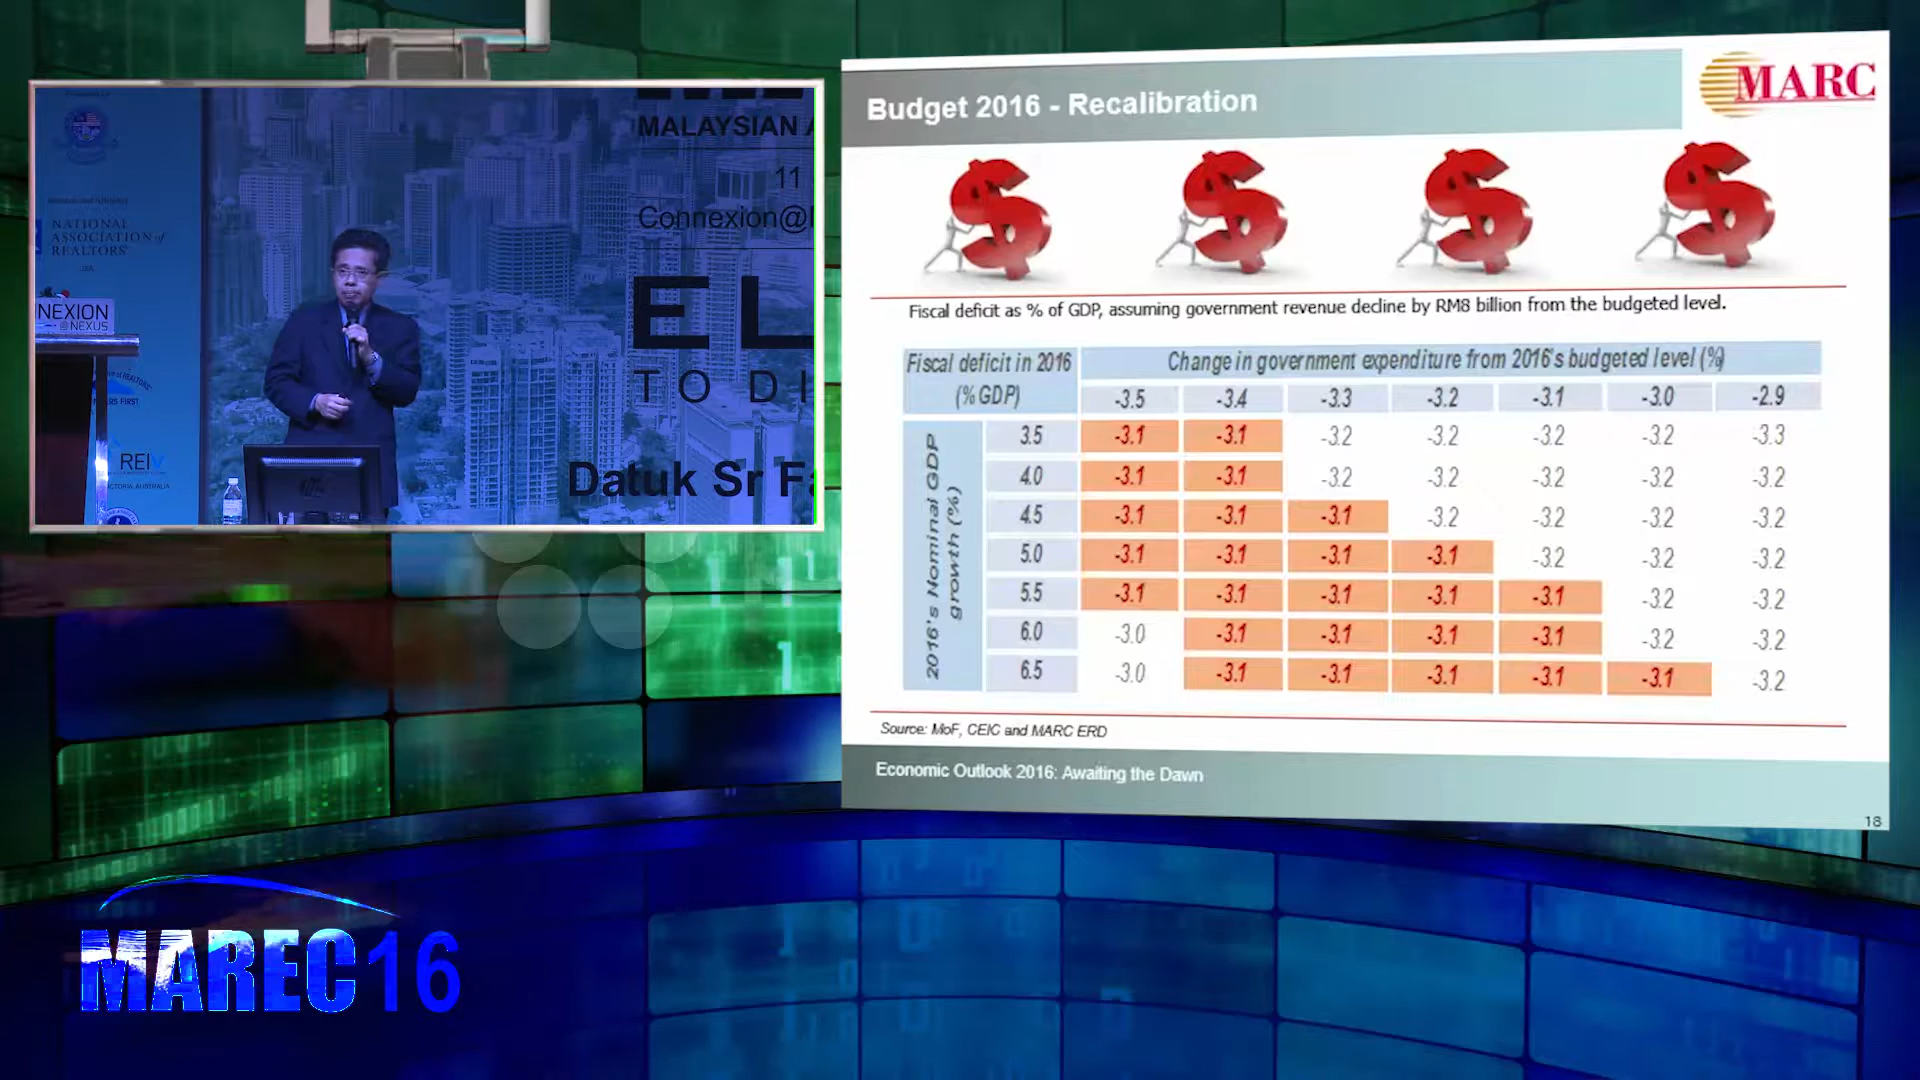 NATIONAL
ASSOCIATION of
REALTORS
NEXION
@NEXUS
REIV
MALAYSIAN
11
Connexion@
EL
TO DI
Datuk Sr Fa
Budget 2016 - Recalibration
MARC
Fiscal deficit as % of GDP, assuming government revenue decline by RM8 billion from the budgeted level.
Fiscal deficit in 2016 (% GDP)
Change in government expenditure from 2016's budgeted level (%)
-3.5 -3.4 -3.3 -3.2 -3.1 -3.0 -2.9
2016's Nominal GDP growth (%)
3.5 -3.1 -3.1 -3.2 -3.2 -3.2 -3.2 -3.3
4.0 -3.1 -3.1 -3.2 -3.2 -3.2 -3.2 -3.2
4.5 -3.1 -3.1 -3.1 -3.2 -3.2 -3.2 -3.2
5.0 -3.1 -3.1 -3.1 -3.1 -3.2 -3.2 -3.2
5.5 -3.1 -3.1 -3.1 -3.1 -3.1 -3.2 -3.2
6.0 -3.0 -3.1 -3.1 -3.1 -3.1 -3.2 -3.2
6.5 -3.0 -3.1 -3.1 -3.1 -3.1 -3.1 -3.2
Source: MoF, CEIC and MARC ERD
Economic Outlook 2016: Awaiting the Dawn
18
MAREC16